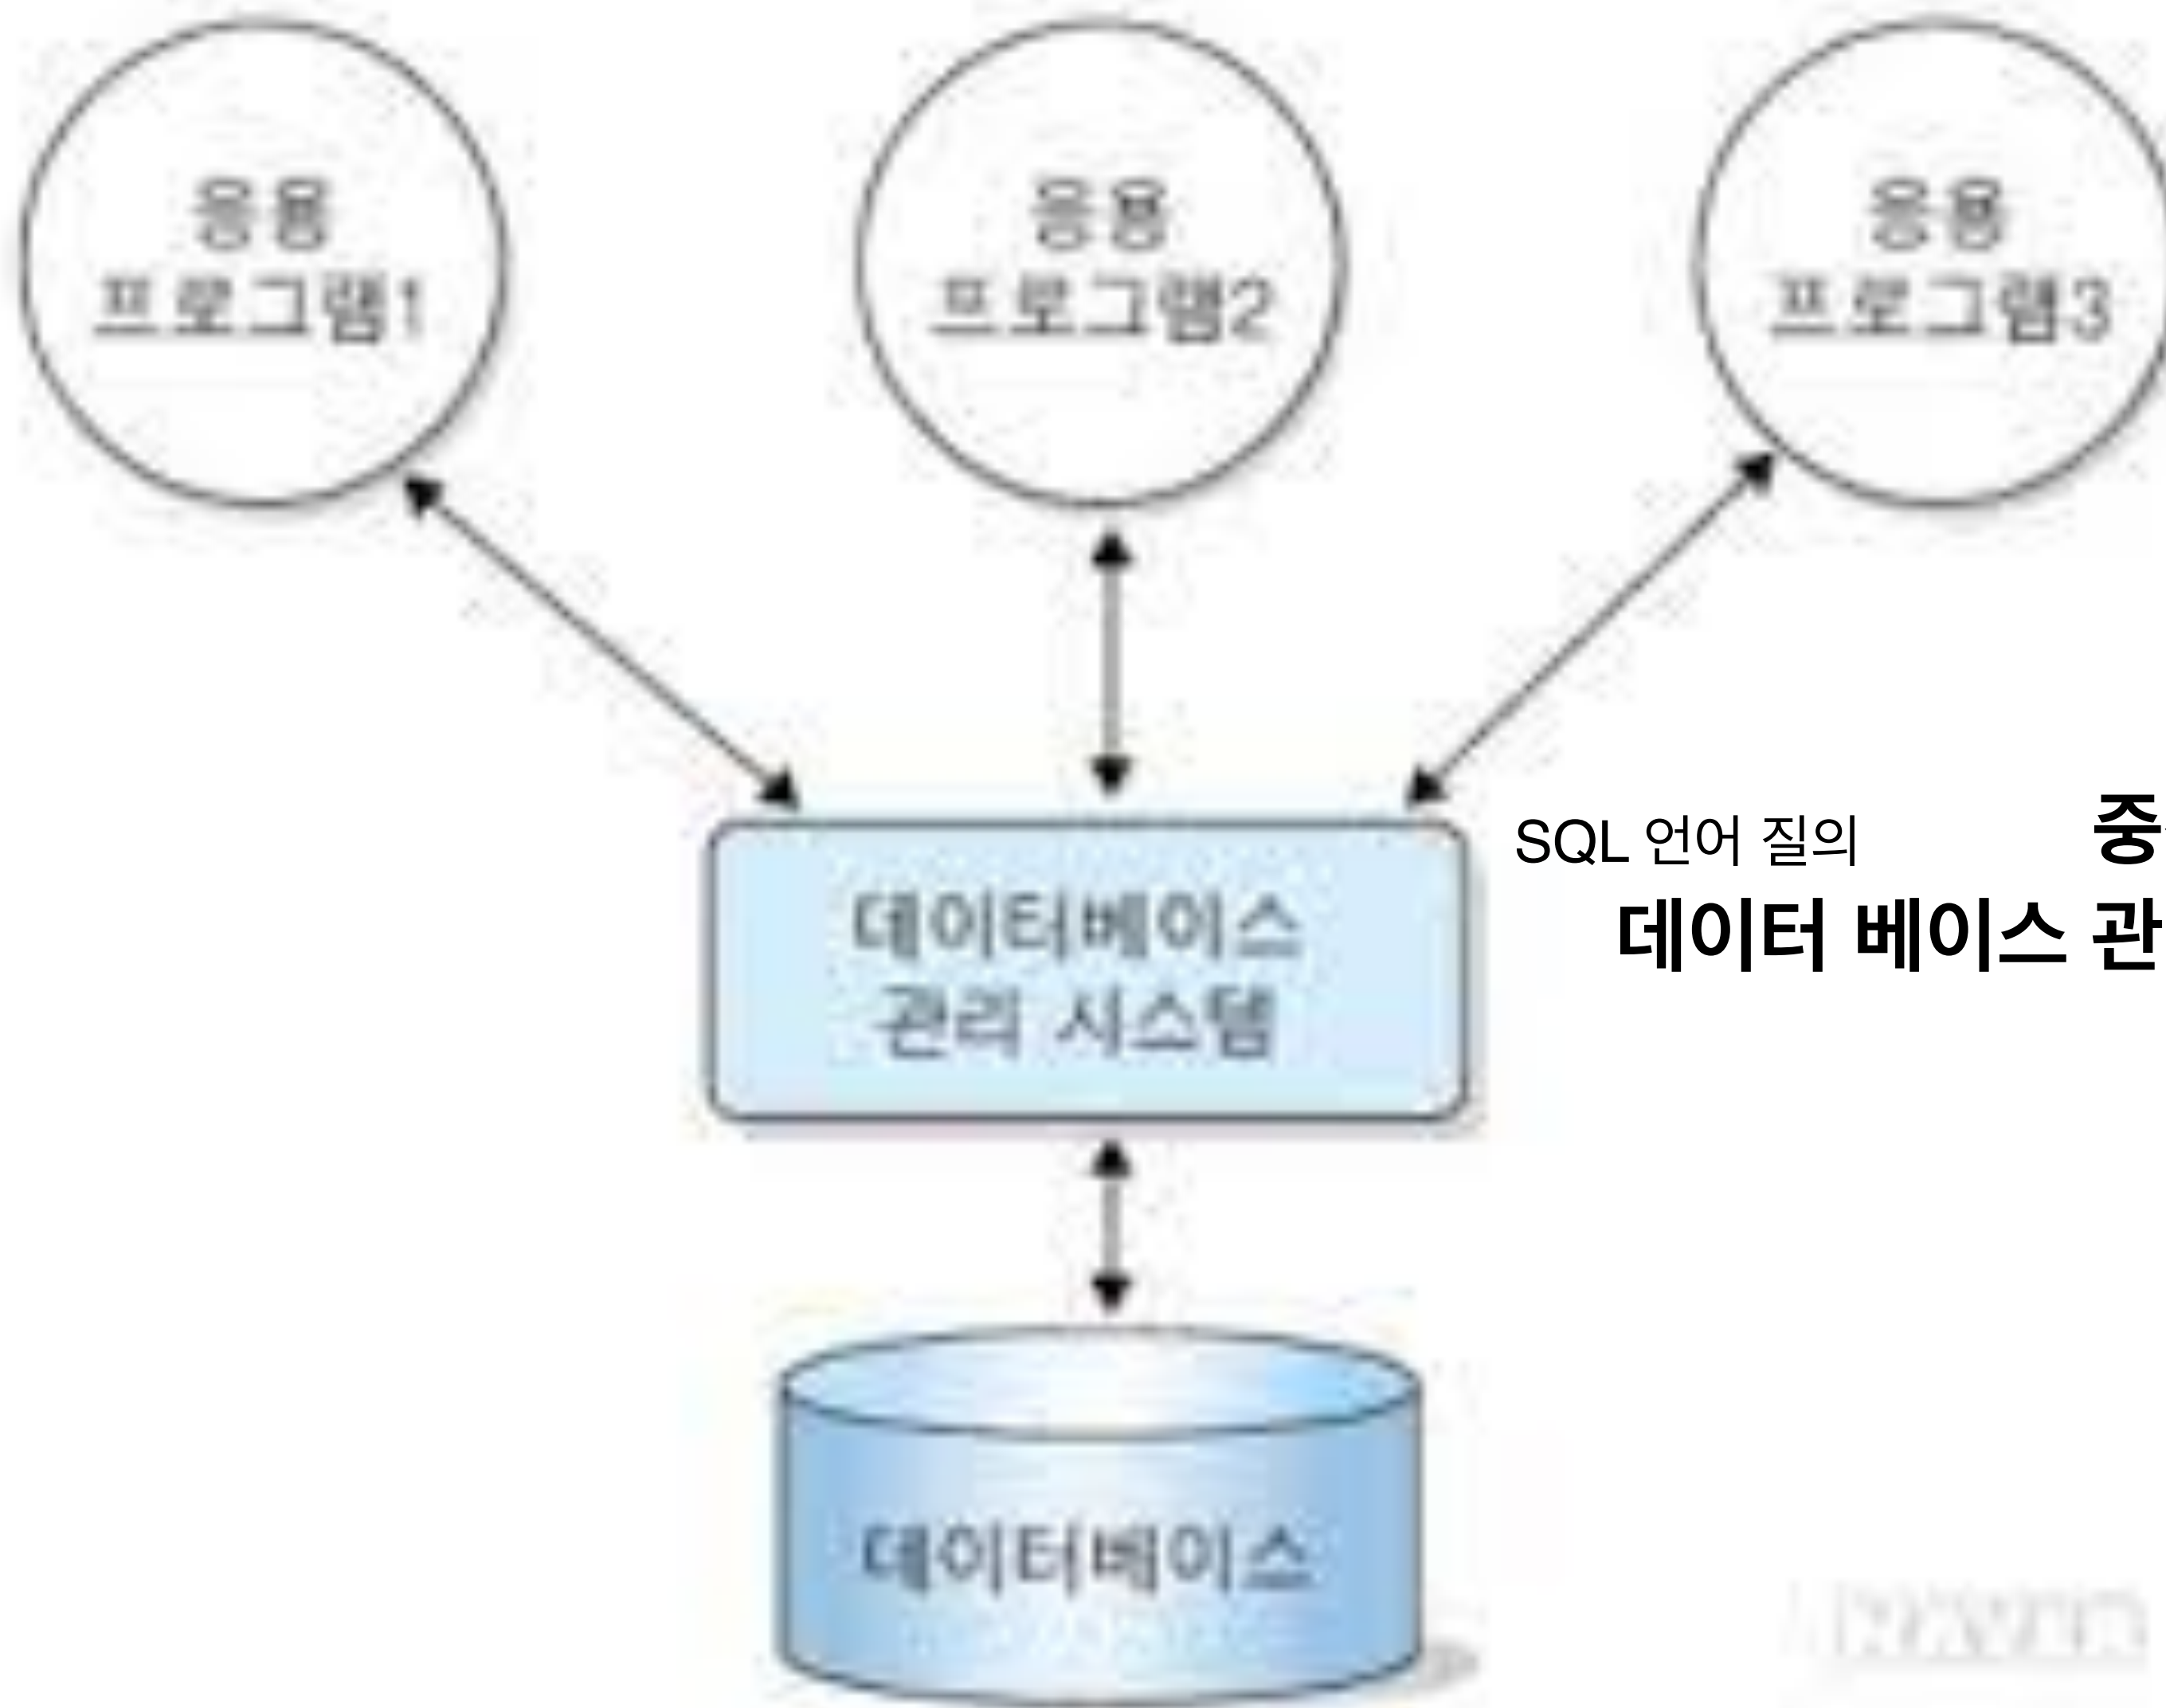 응용
프로그램1
응용
프로그램2
응용
프로그램3
SQL 언어 질의
데이터 베이스 관
데이터베이스
관리 시스템
데이터베이스